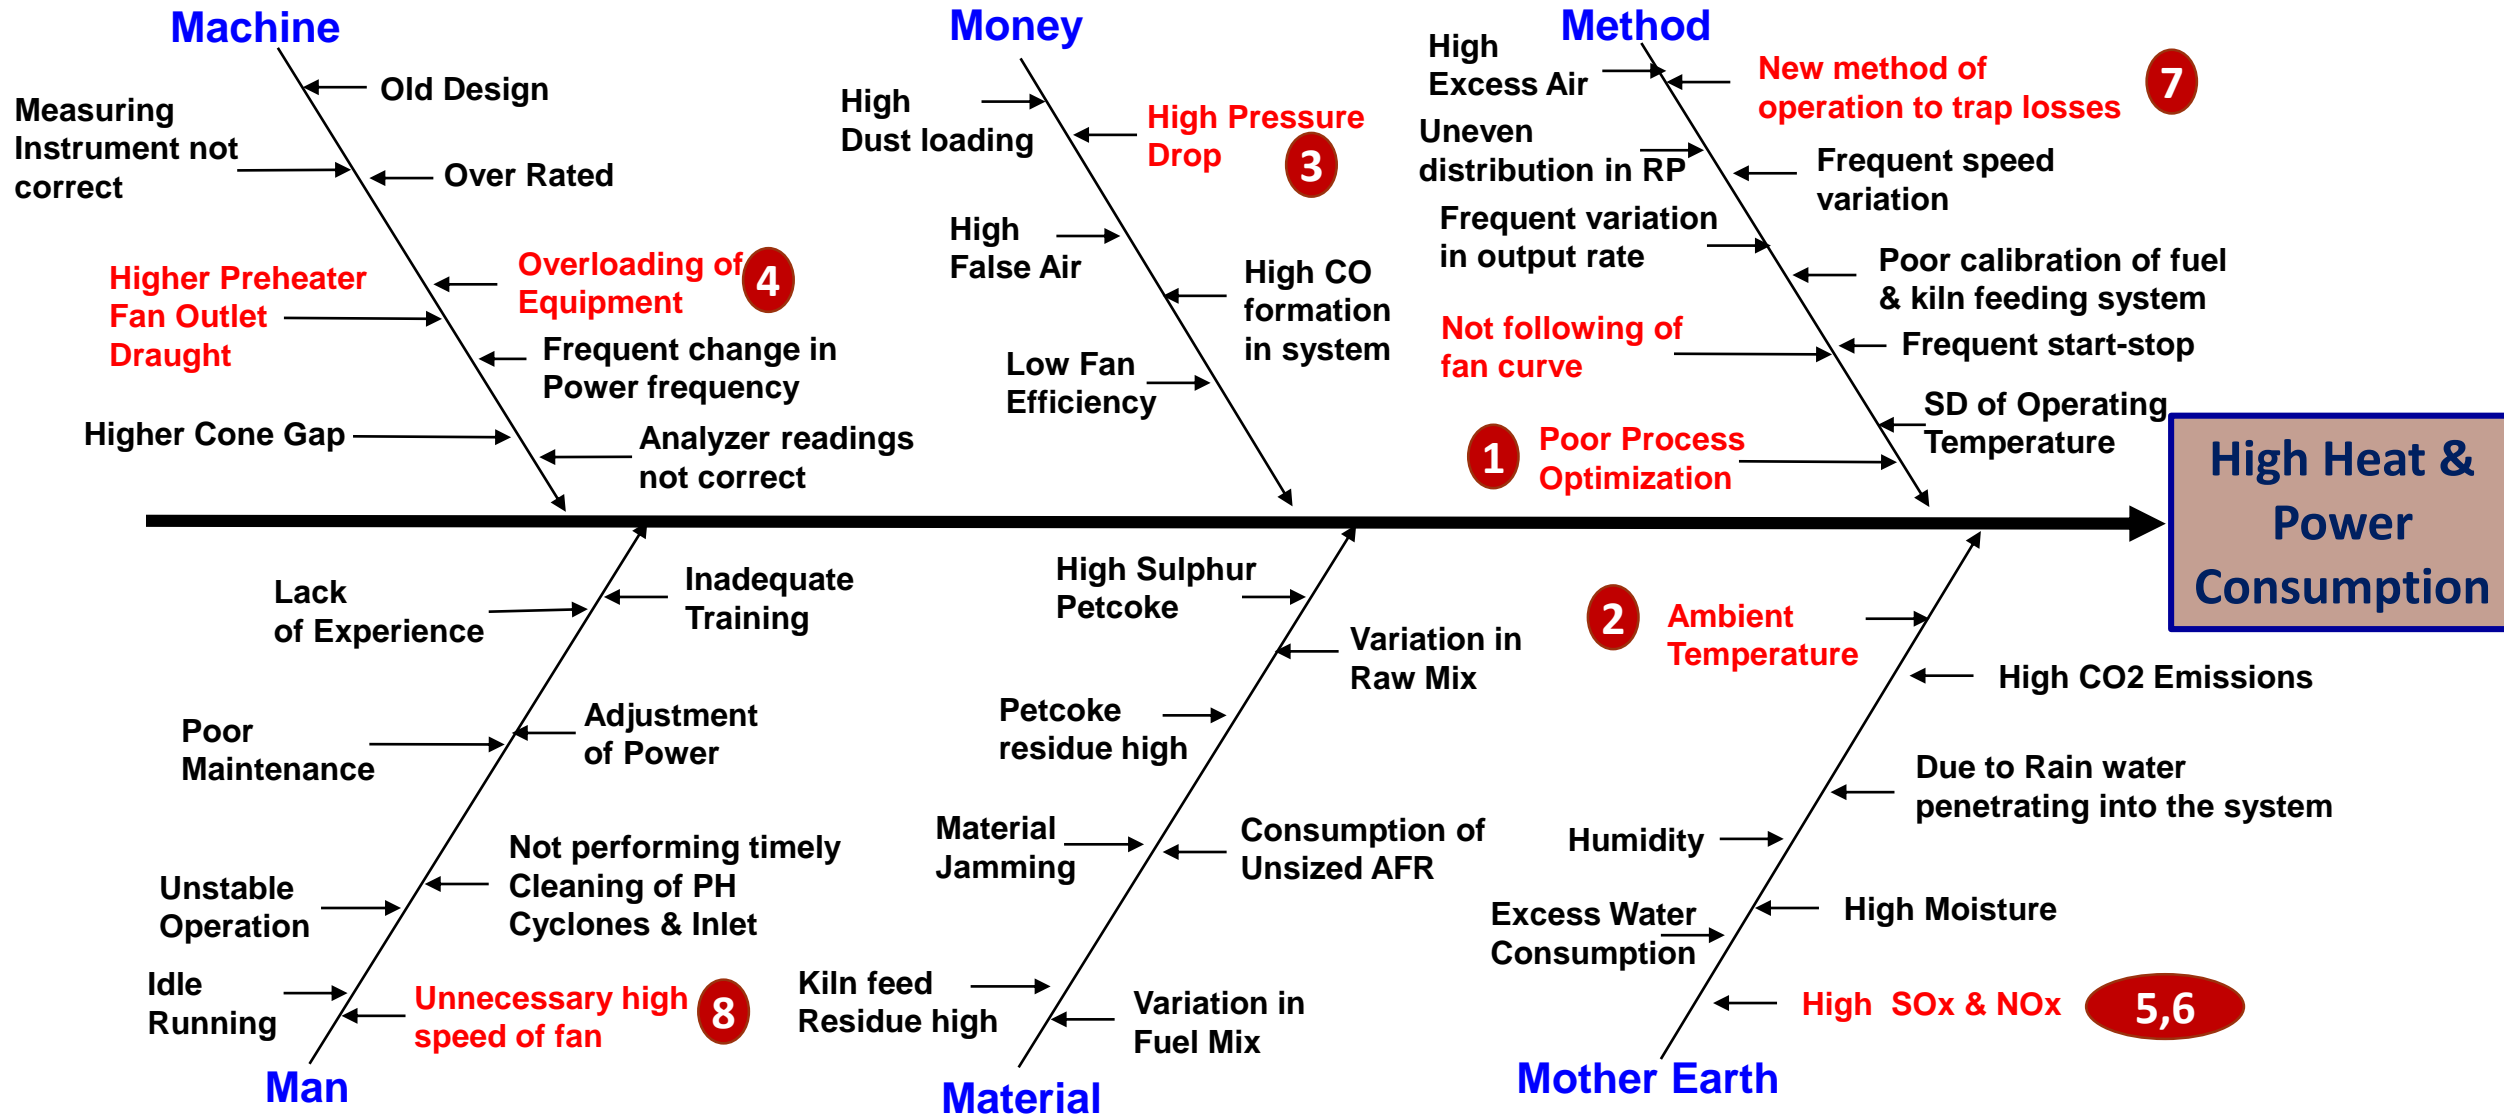 Machine
Old Design
Measuring
Instrument not
correct
Over Rated
Higher Preheater
Fan Outlet
Draught
Overloading of
Equipment
4
Frequent change in
Power frequency
Higher Cone Gap
Analyzer readings
not correct
Money
High
Dust loading
High Pressure
Drop
3
High
False Air
High CO
formation
in system
Low Fan
Efficiency
Method
High
Excess Air
New method of
operation to trap losses
7
Uneven
distribution in RP
Frequent speed
variation
Frequent variation
in output rate
Poor calibration of fuel
& kiln feeding system
Not following of
fan curve
Frequent start-stop
SD of Operating
Temperature
1
Poor Process
Optimization
High Heat &
Power
Consumption
Lack
of Experience
Inadequate
Training
Poor
Maintenance
Adjustment
of Power
Unstable
Operation
Not performing timely
Cleaning of PH
Cyclones & Inlet
Idle
Running
Unnecessary high
speed of fan
8
Man
High Sulphur
Petcoke
Variation in
Raw Mix
Petcoke
residue high
Material
Jamming
Consumption of
Unsized AFR
Kiln feed
Residue high
Variation in
Fuel Mix
Material
2
Ambient
Temperature
High CO2 Emissions
Due to Rain water
penetrating into the system
Humidity
High Moisture
Excess Water
Consumption
High SOx & NOx
5,6
Mother Earth